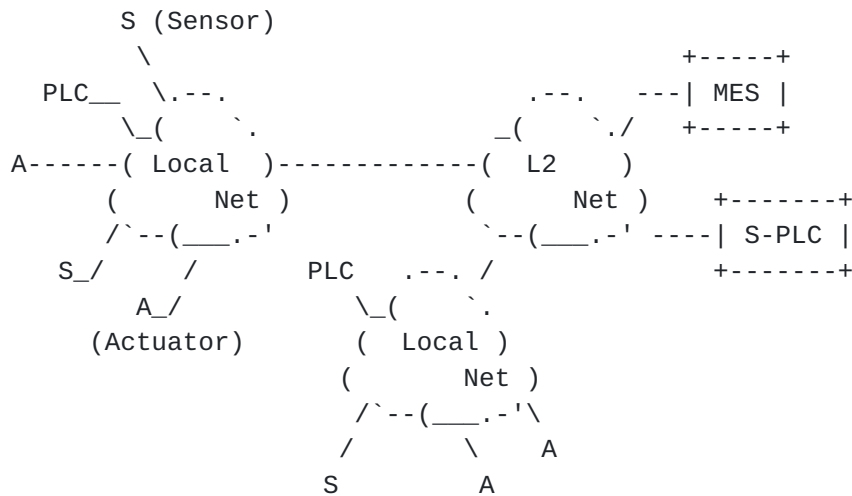 S (Sensor)
PLC MES
A Local L2
Net Net
S-PLC
S PLC
A
(Actuator) Local
Net
A
S A